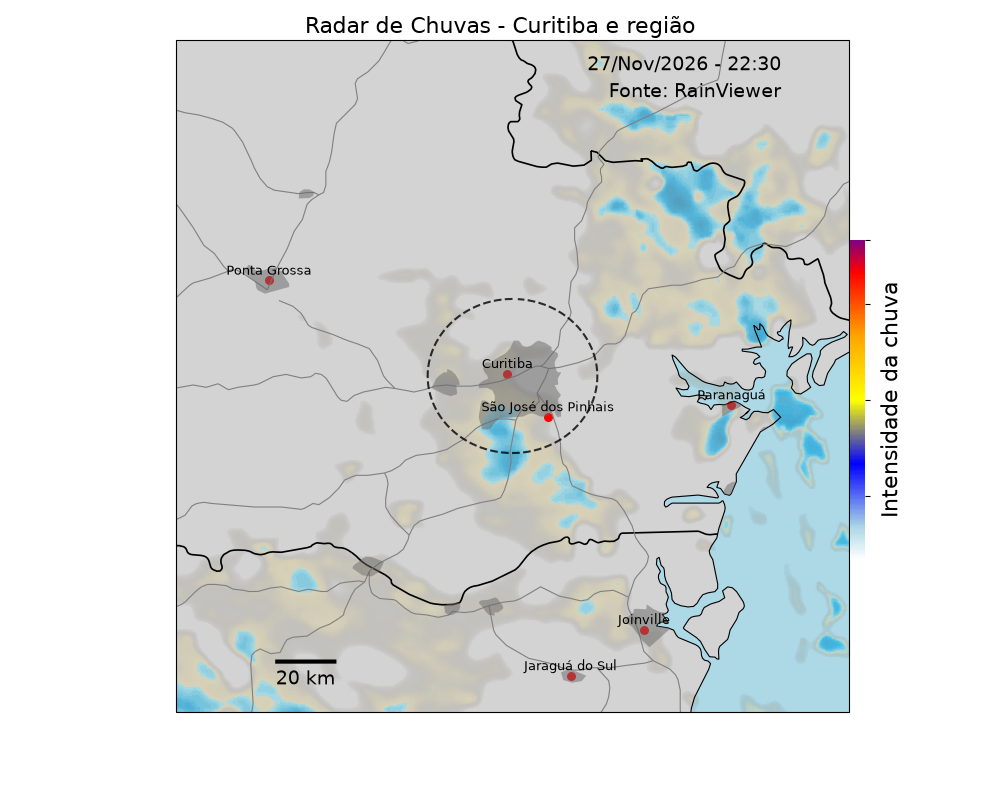 Radar de Chuvas - Curitiba e região
27/Nov/2026 - 22:30
Fonte: RainViewer
Ponta Grossa
Curitiba
Paranaguá
São José dos Pinhais
Intensidade da chuva
Joinville
Jaraguá do Sul
20 km